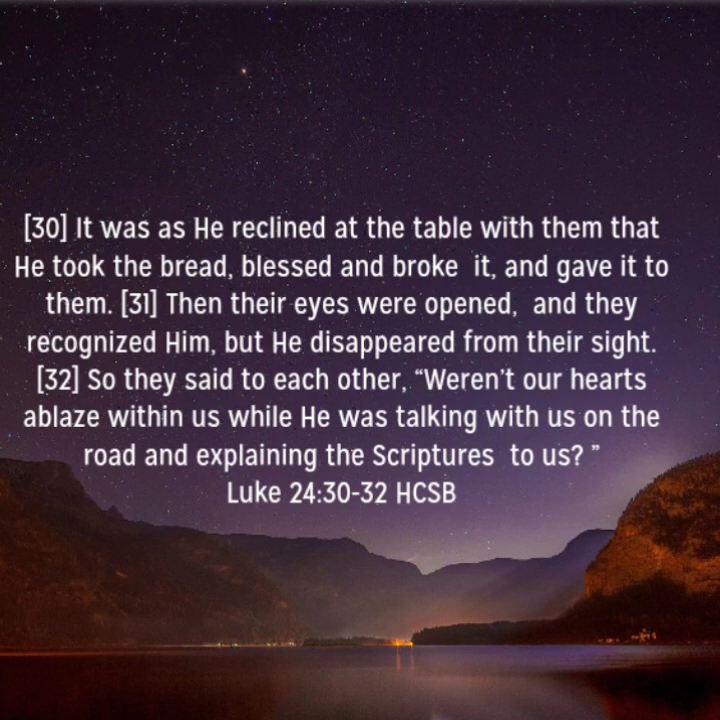 [30] It was as He reclined at the table with them that
He took the bread, blessed and broke  it, and gave it to
them. [31] Then their eyes were opened,  and they
recognized Him, but He disappeared from their sight.
[32] So they said to each other, “Weren’t our hearts
ablaze within us while He was talking with us on the
road and explaining the Scriptures  to us? ”
Luke 24:30-32 HCSB